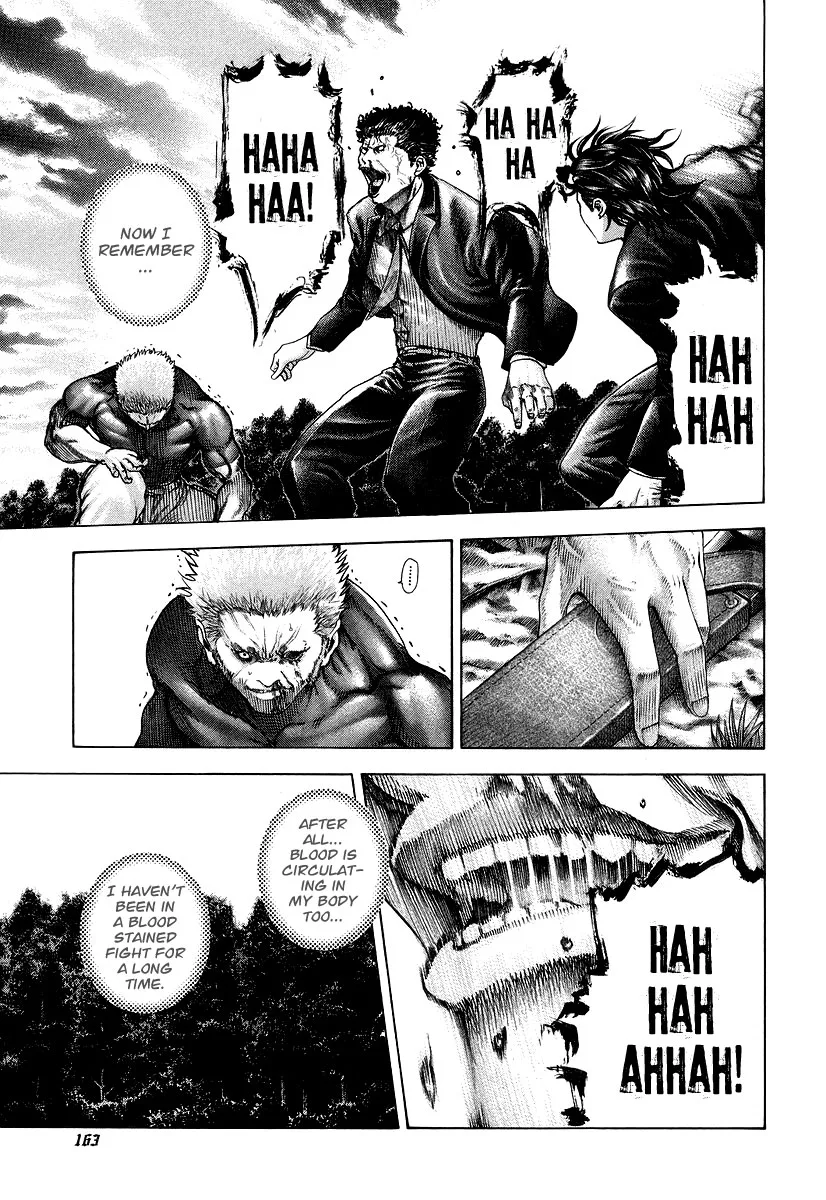 HAH
HAH
HA HA
HA
HAHA
HAA!
NOW I
REMEMBER
...
......
HAH
HAH
AHHAH!
AFTER
ALL...
BLOOD IS
CIRCULAT-
ING IN
MY BODY
TOO...
I HAVEN'T
BEEN IN
A BLOOD
STAINED
FIGHT FOR
A LONG
TIME.
163